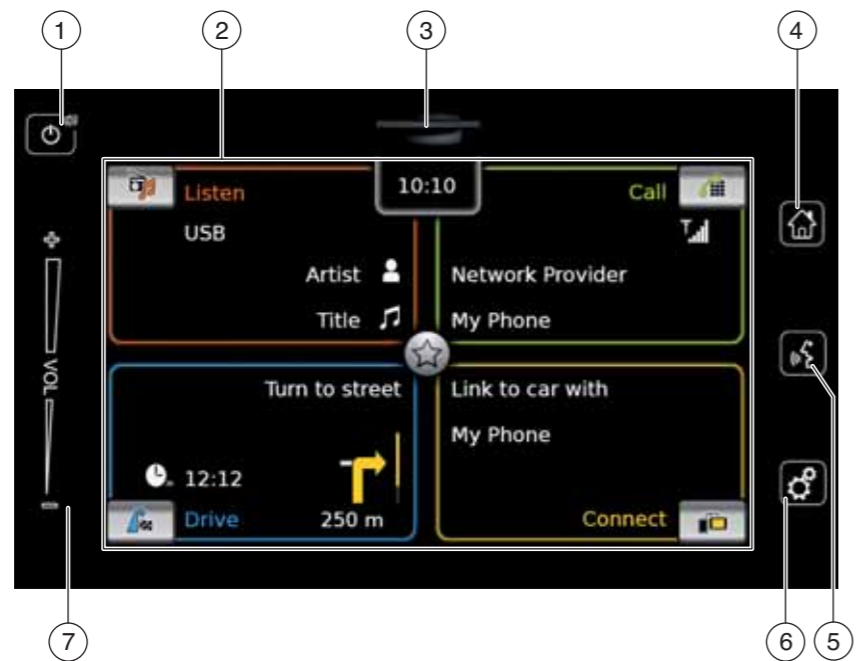 1
2
3
4
Listen
10:10
Call
USB
Artist
Network Provider
Title
My Phone
VOL
Turn to street
Link to car with
My Phone
12:12
Drive
250 m
Connect
7
6
5